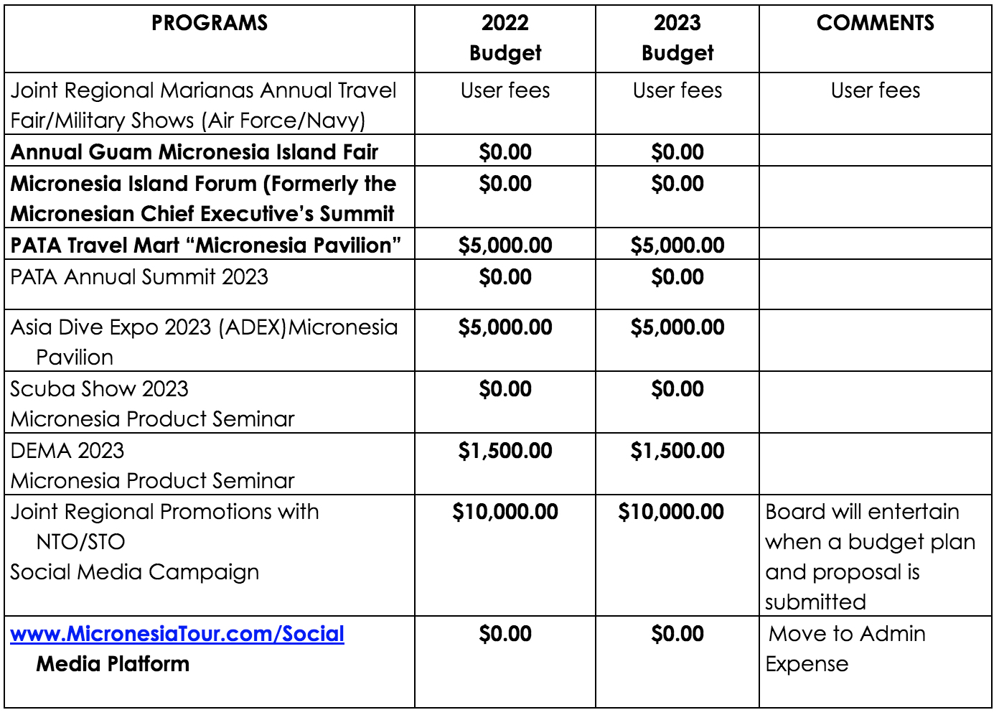 PROGRAMS 2022 Budget 2023 Budget COMMENTS
Joint Regional Marianas Annual Travel User fees User fees User fees
Fair/Military Shows (Air Force/Navy)
Annual Guam Micronesia Island Fair $0.00 $0.00
Micronesia Island Forum (Formerly the $0.00 $0.00
Micronesian Chief Executive’s Summit
PATA Travel Mart “Micronesia Pavilion” $5,000.00 $5,000.00
PATA Annual Summit 2023 $0.00 $0.00
Asia Dive Expo 2023 (ADEX)Micronesia $5,000.00 $5,000.00
Pavilion
Scuba Show 2023 $0.00 $0.00
Micronesia Product Seminar
DEMA 2023 $1,500.00 $1,500.00
Micronesia Product Seminar
Joint Regional Promotions with $10,000.00 $10,000.00 Board will entertain
NTO/STO when a budget plan
Social Media Campaign and proposal is
submitted
www.MicronesiaTour.com/Social $0.00 $0.00 Move to Admin
Media Platform Expense